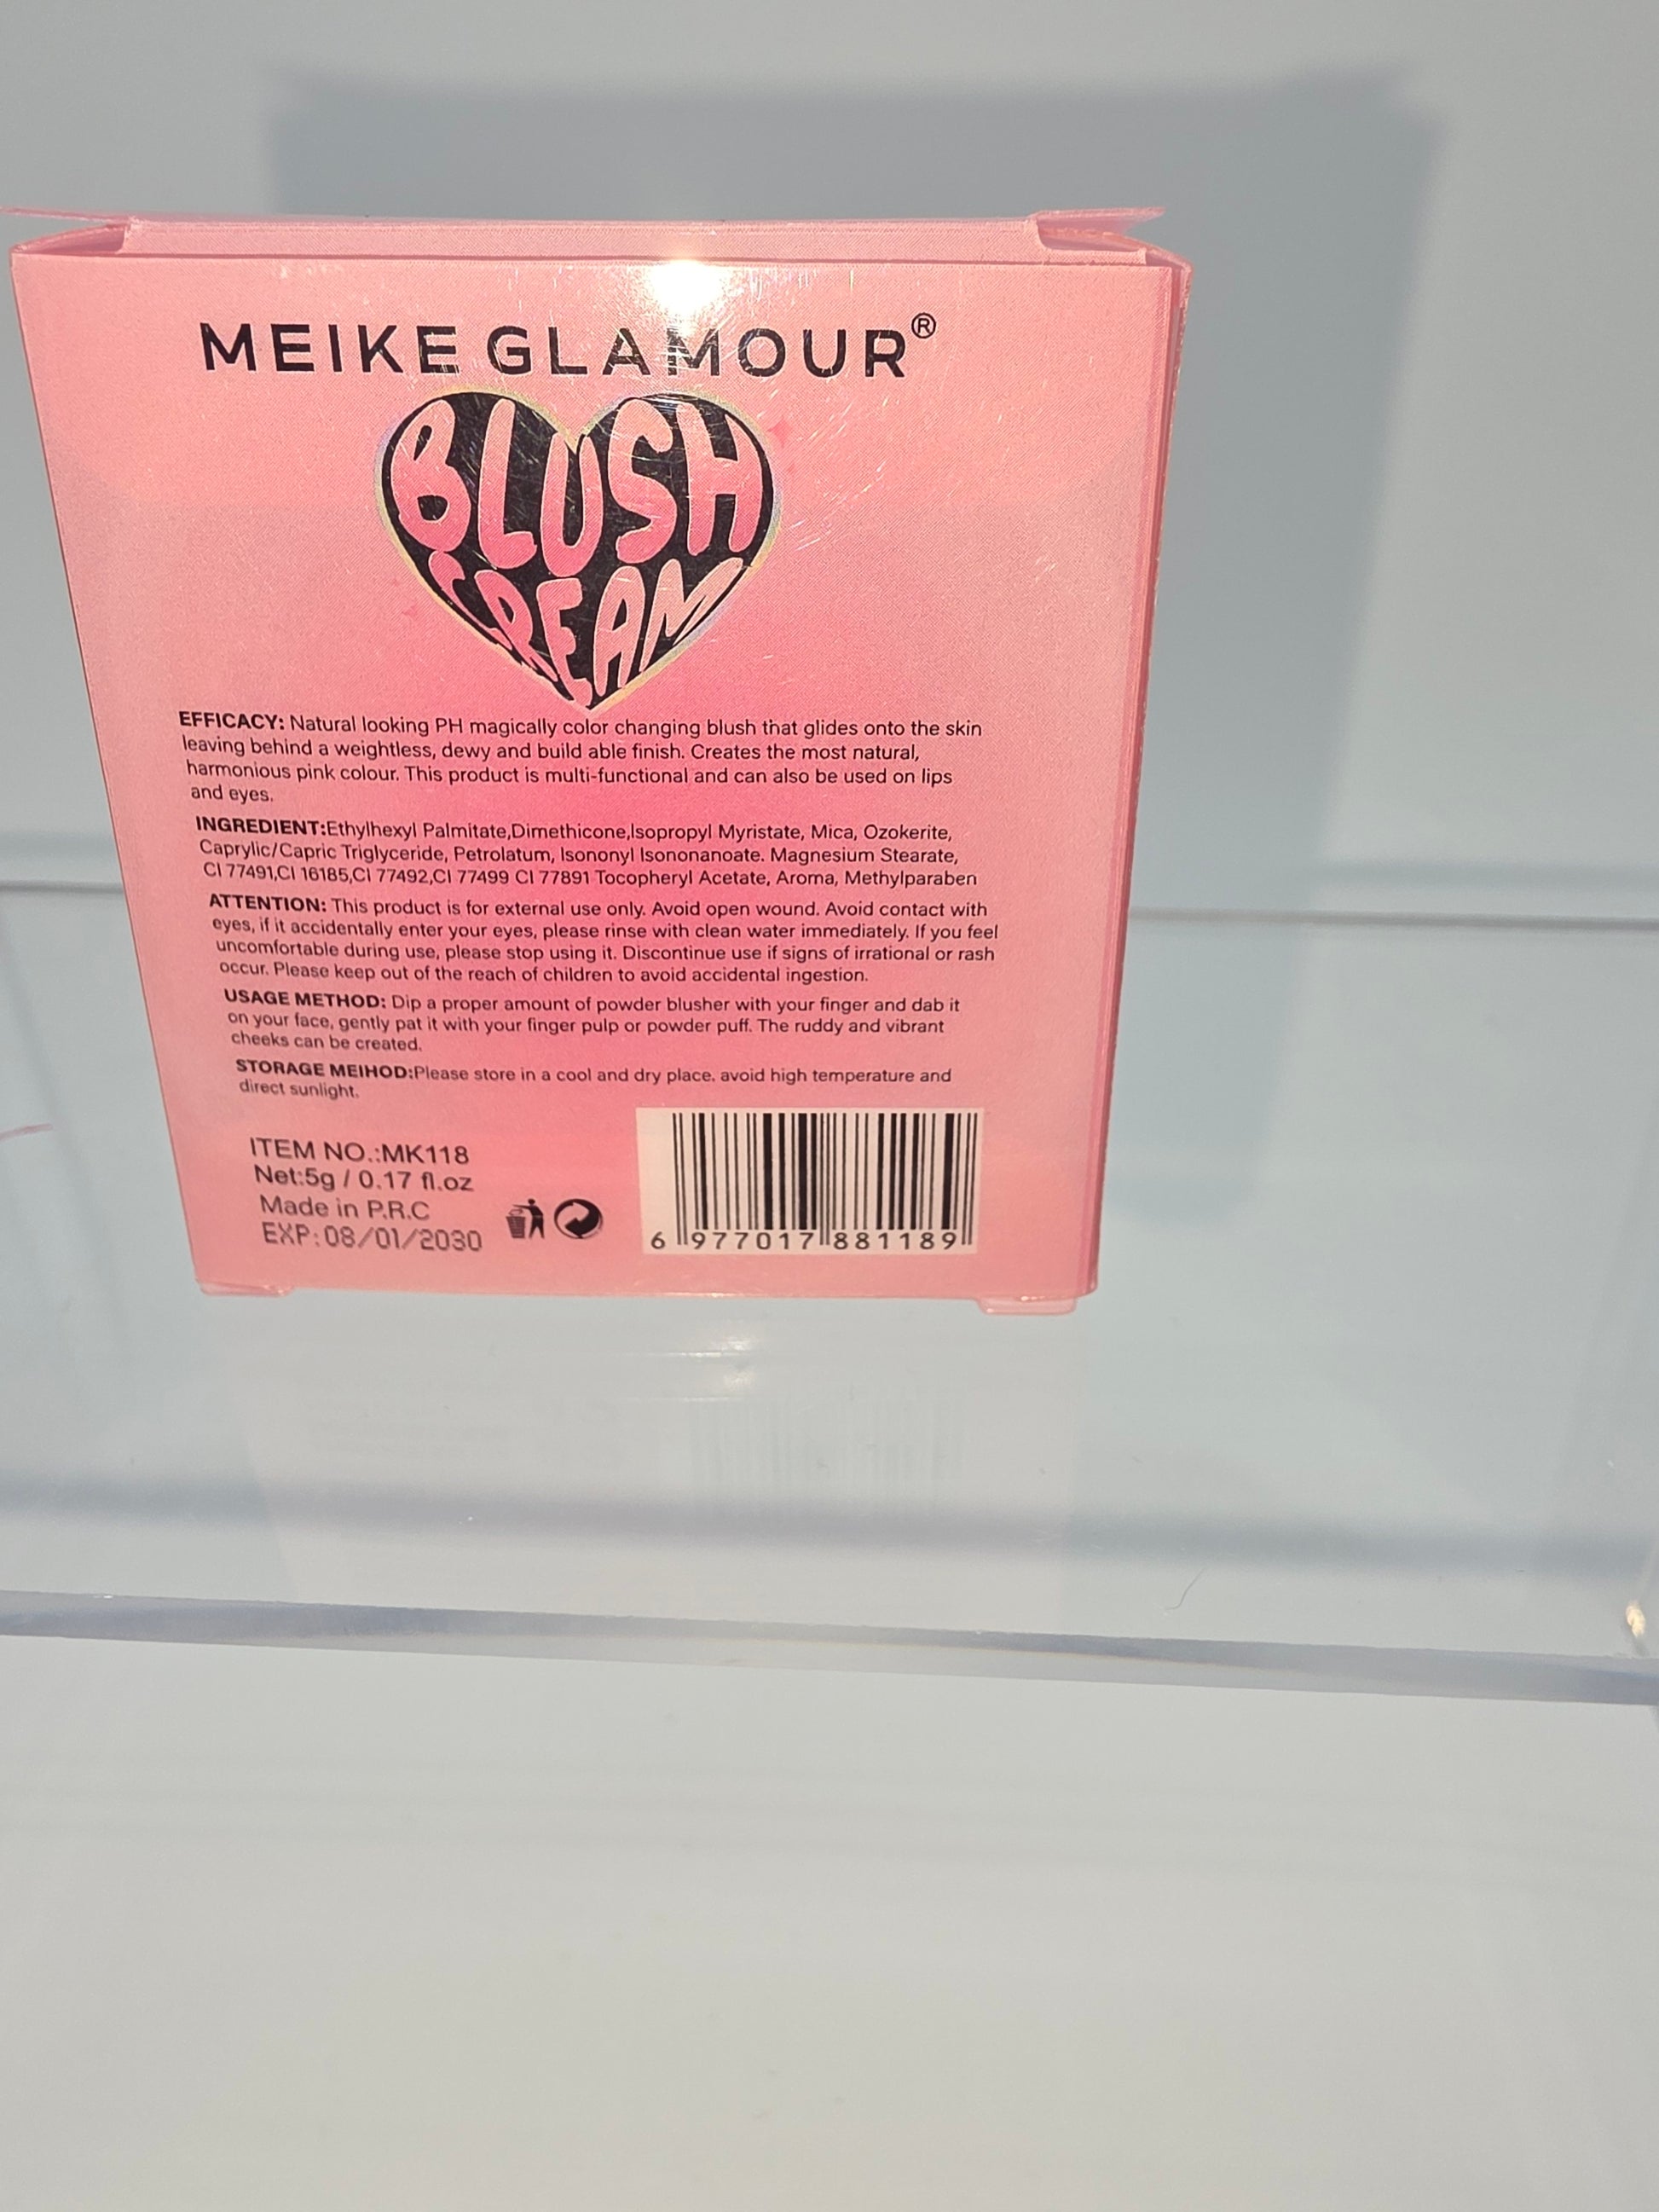 MEIKE GLAMOUR®
BLUSH
CREAM
EFFICACY: Natural looking PH magically color changing blush that glides onto the skin
leaving behind a weightless, dewy and build able finish. Creates the most natural,
harmonious pink colour. This product is multi-functional and can also be used on lips
and eyes.
INGREDIENT:Ethylhexyl Palmitate,Dimethicone,Isopropyl Myristate, Mica, Ozokerite,
Caprylic/Capric Triglyceride, Petrolatum, Isononyl Isononanoate. Magnesium Stearate,
CI 77491,CI 16185,CI 77492,CI 77499 CI 77891 Tocopheryl Acetate, Aroma, Methylparaben
ATTENTION: This product is for external use only. Avoid open wound. Avoid contact with
eyes, if it accidentally enter your eyes, please rinse with clean water immediately. If you feel
uncomfortable during use, please stop using it. Discontinue use if signs of irrational or rash
occur. Please keep out of the reach of children to avoid accidental ingestion.
USAGE METHOD: Dip a proper amount of powder blusher with your finger and dab it
on your face, gently pat it with your finger pulp or powder puff. The ruddy and vibrant
cheeks can be created.
STORAGE MEIHOD:Please store in a cool and dry place. avoid high temperature and
direct sunlight.
ITEM NO.:MK118
Net:5g / 0.17 fl.oz
Made in P.R.C
EXP:08/01/2030
6 977017 881189